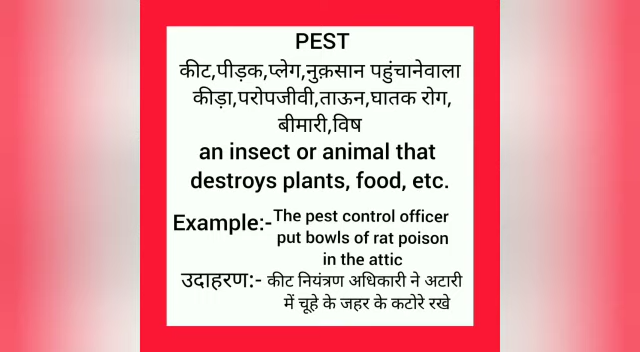 PEST
कीट,पीड़क,प्लेग,नुक़सान पहुंचानेवाला
कीड़ा,परोपजीवी,ताऊन,घातक रोग,
बीमारी,विष
an insect or animal that
destroys plants, food, etc.
Example:- The pest control officer
put bowls of rat poison
in the attic
उदाहरण:- कीट नियंत्रण अधिकारी ने अटारी
में चूहे के जहर के कटोरे रखे